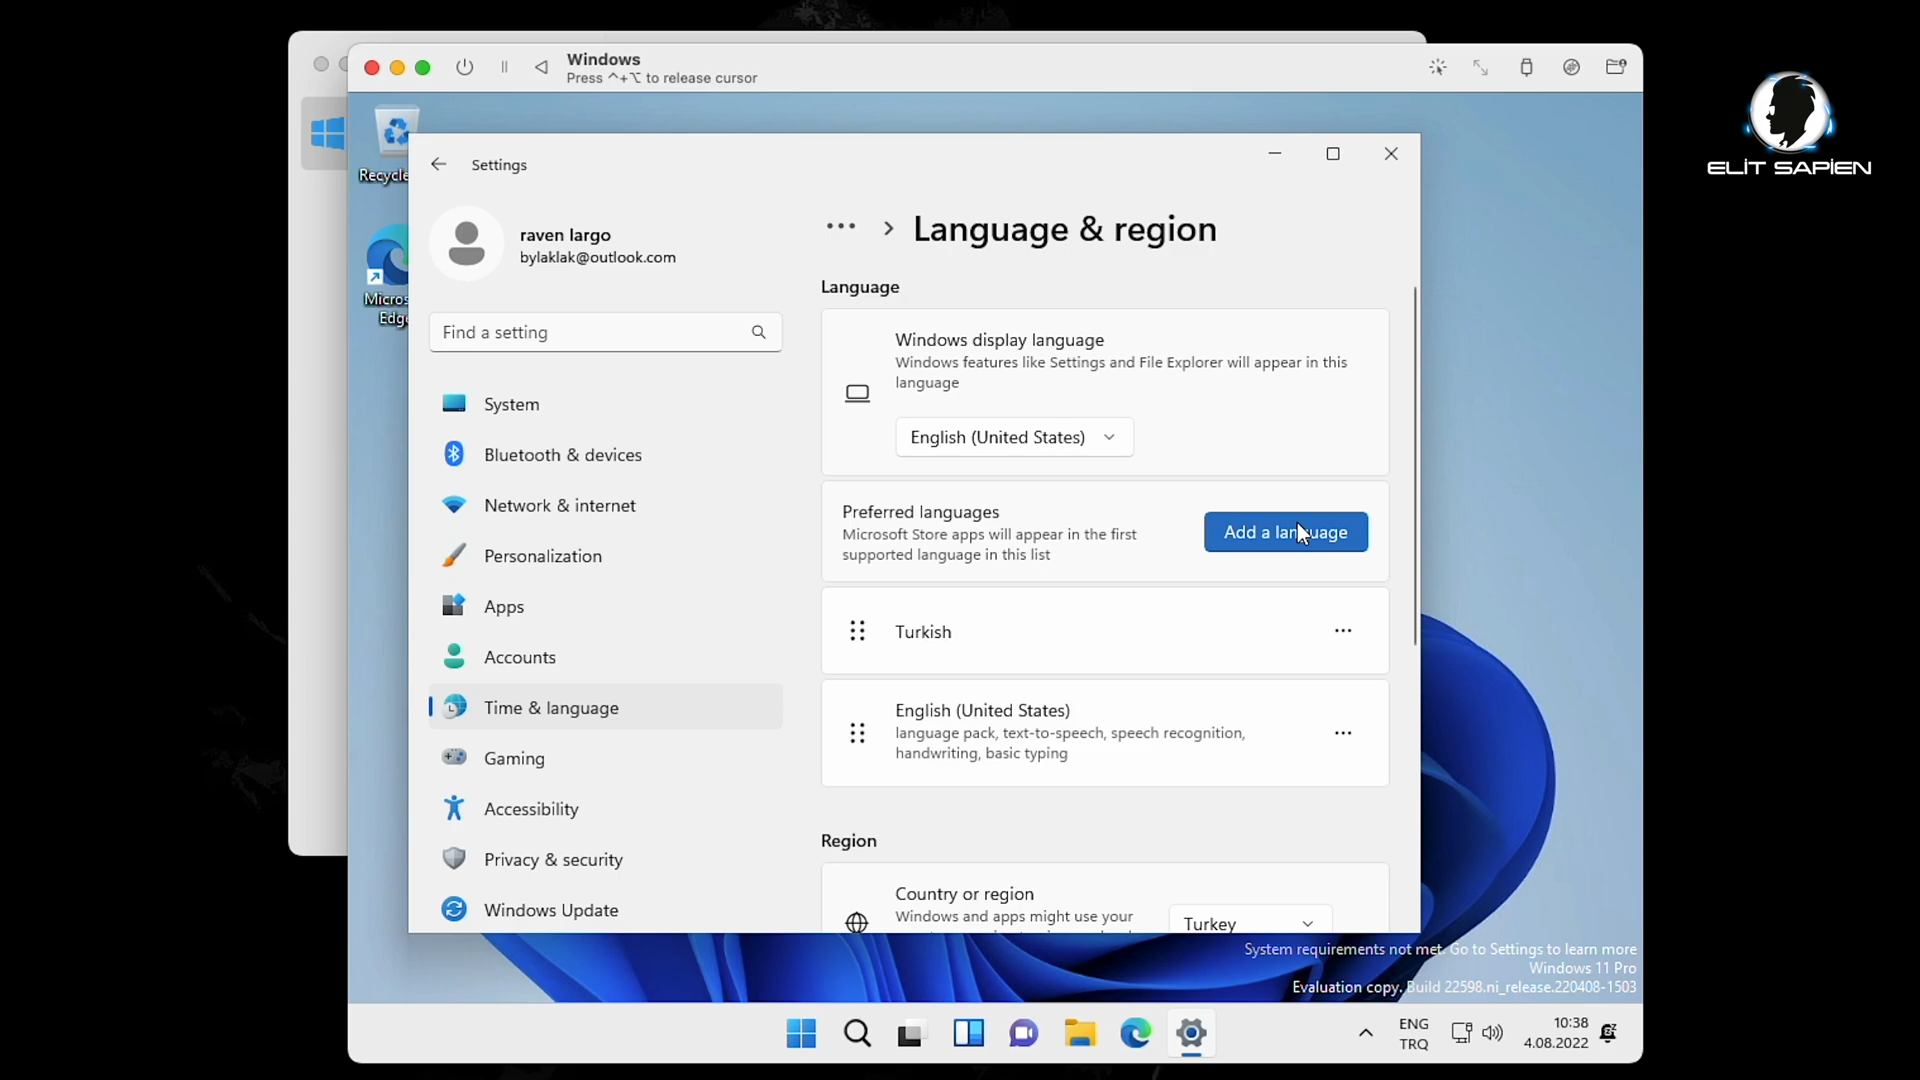 Windows
Press ^+⌥ to release cursor
ELiT SAPiEN
Recycle
Micros
Edge
Settings
raven largo
bylaklak@outlook.com
Find a setting
System
Bluetooth & devices
Network & internet
Personalization
Apps
Accounts
Time & language
Gaming
Accessibility
Privacy & security
Windows Update
Language & region
Language
Windows display language
Windows features like Settings and File Explorer will appear in this
language
English (United States)
Preferred languages
Microsoft Store apps will appear in the first
supported language in this list
Add a language
Turkish
English (United States)
language pack, text-to-speech, speech recognition,
handwriting, basic typing
Region
Country or region
Windows and apps might use your
Turkey
System requirements not met. Go to Settings to learn more
Windows 11 Pro
Evaluation copy. Build 22598.ni_release.220408-1503
ENG
TRQ
10:38
4.08.2022